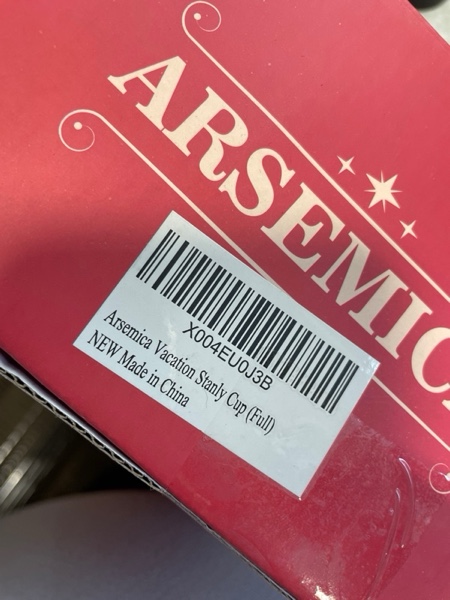 ARSEMIC
X004EU0J3B
Arsemica Vacation Stanly Cup (Full)
NEW Made in China